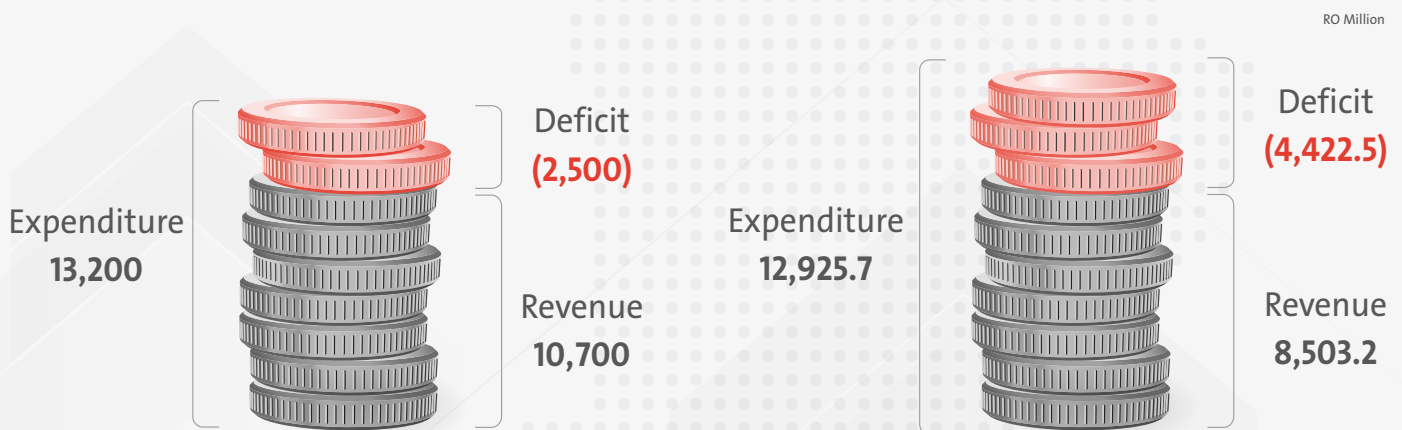 RO Million
Expenditure
13,200
Deficit
(2,500)
Revenue
10,700
Expenditure
12,925.7
Deficit
(4,422.5)
Revenue
8,503.2